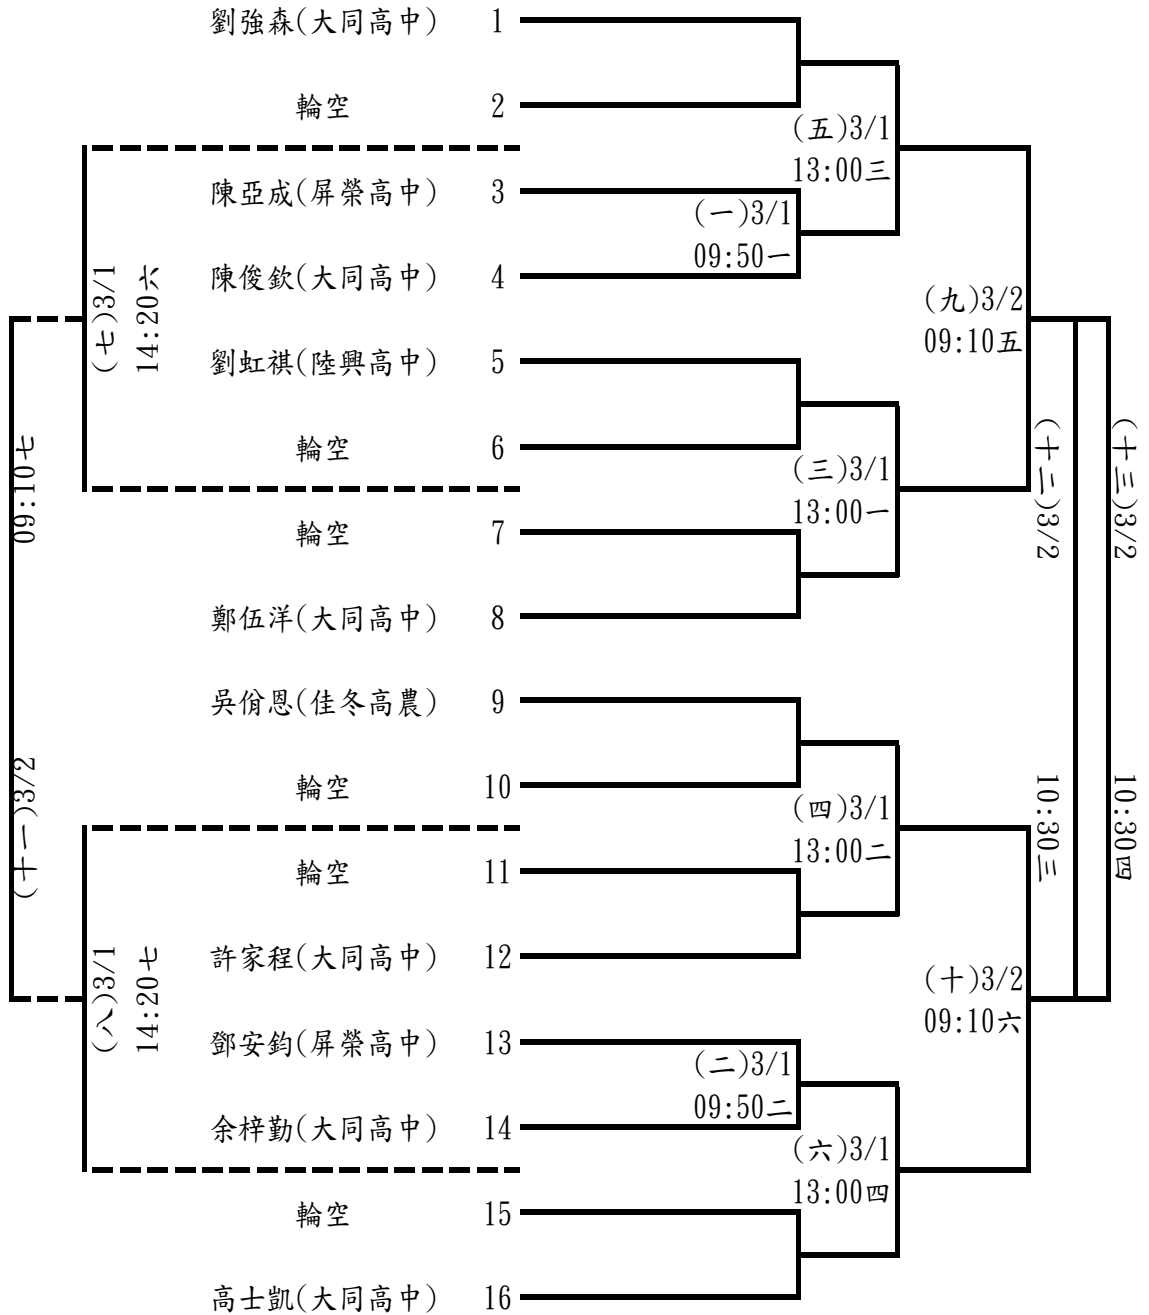 劉強森(大同高中) 1
輪空 2
(五)3/1
13:00三
陳亞成(屏榮高中) 3
(一)3/1
09:50一
陳俊欽(大同高中) 4
(七)3/1
14:20六
(九)3/2
09:10五
劉虹祺(陸興高中) 5
輪空 6
(三)3/1
13:00一
輪空 7
鄭伍洋(大同高中) 8
(十二)3/2
10:30三
(十三)3/2
10:30四
(十一)3/2
09:10七
吳佾恩(佳冬高農) 9
輪空 10
(四)3/1
13:00二
輪空 11
許家程(大同高中) 12
(八)3/1
14:20七
(十)3/2
09:10六
鄧安鈞(屏榮高中) 13
(二)3/1
09:50二
余梓勤(大同高中) 14
(六)3/1
13:00四
輪空 15
高士凱(大同高中) 16